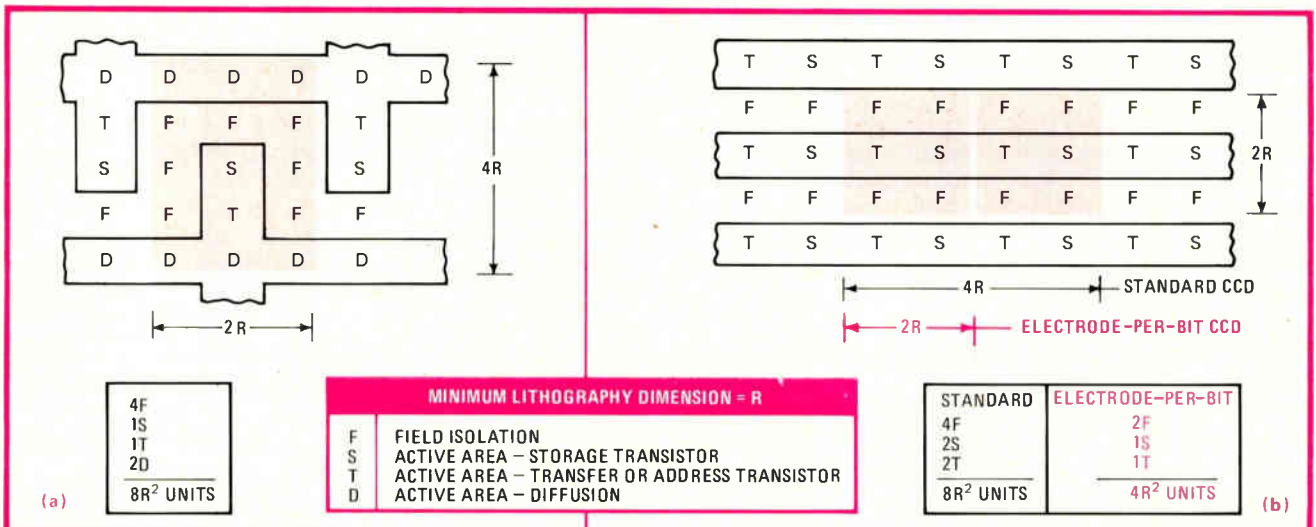 D D D D D D
T F F F T
S F S F S
F F T F F
D D D D D
4R
2R
4F
1S
1T
2D
8R² UNITS
(a)
MINIMUM LITHOGRAPHY DIMENSION = R
F FIELD ISOLATION
S ACTIVE AREA – STORAGE TRANSISTOR
T ACTIVE AREA – TRANSFER OR ADDRESS TRANSISTOR
D ACTIVE AREA – DIFFUSION
T S T S T S T S
F F F F F F F F
T S T S T S T S
F F F F F F F F
T S T S T S T S
2R
4R STANDARD CCD
2R ELECTRODE-PER-BIT CCD
STANDARD ELECTRODE-PER-BIT
4F 2F
2S 1S
2T 1T
8R² UNITS 4R² UNITS
(b)